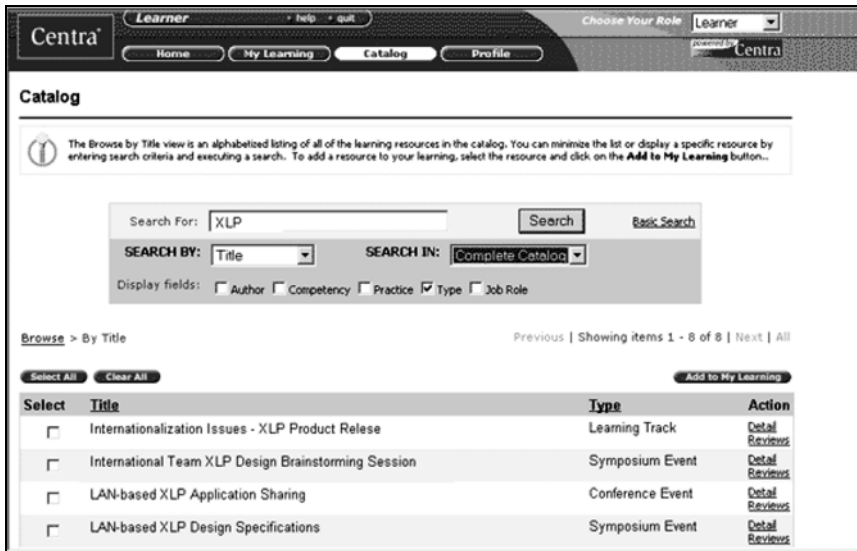 Centra
Learner • help • quit
Choose Your Role Learner
Home My Learning Catalog Profile
powered by Centra
Catalog
The Browse by Title view is an alphabetized listing of all of the learning resources in the catalog. You can minimize the list or display a specific resource by
entering search criteria and executing a search. To add a resource to your learning, select the resource and click on the Add to My Learning button..
Search For: XLP Search Basic Search
SEARCH BY: Title SEARCH IN: Complete Catalog
Display fields: Author Competency Practice Type Job Role
Browse > By Title Previous | Showing items 1 - 8 of 8 | Next | All
Select All Clear All Add to My Learning
Select Title Type Action
Internationalization Issues - XLP Product Relese Learning Track Detail
Reviews
International Team XLP Design Brainstorming Session Symposium Event Detail
Reviews
LAN-based XLP Application Sharing Conference Event Detail
Reviews
LAN-based XLP Design Specifications Symposium Event Detail
Reviews